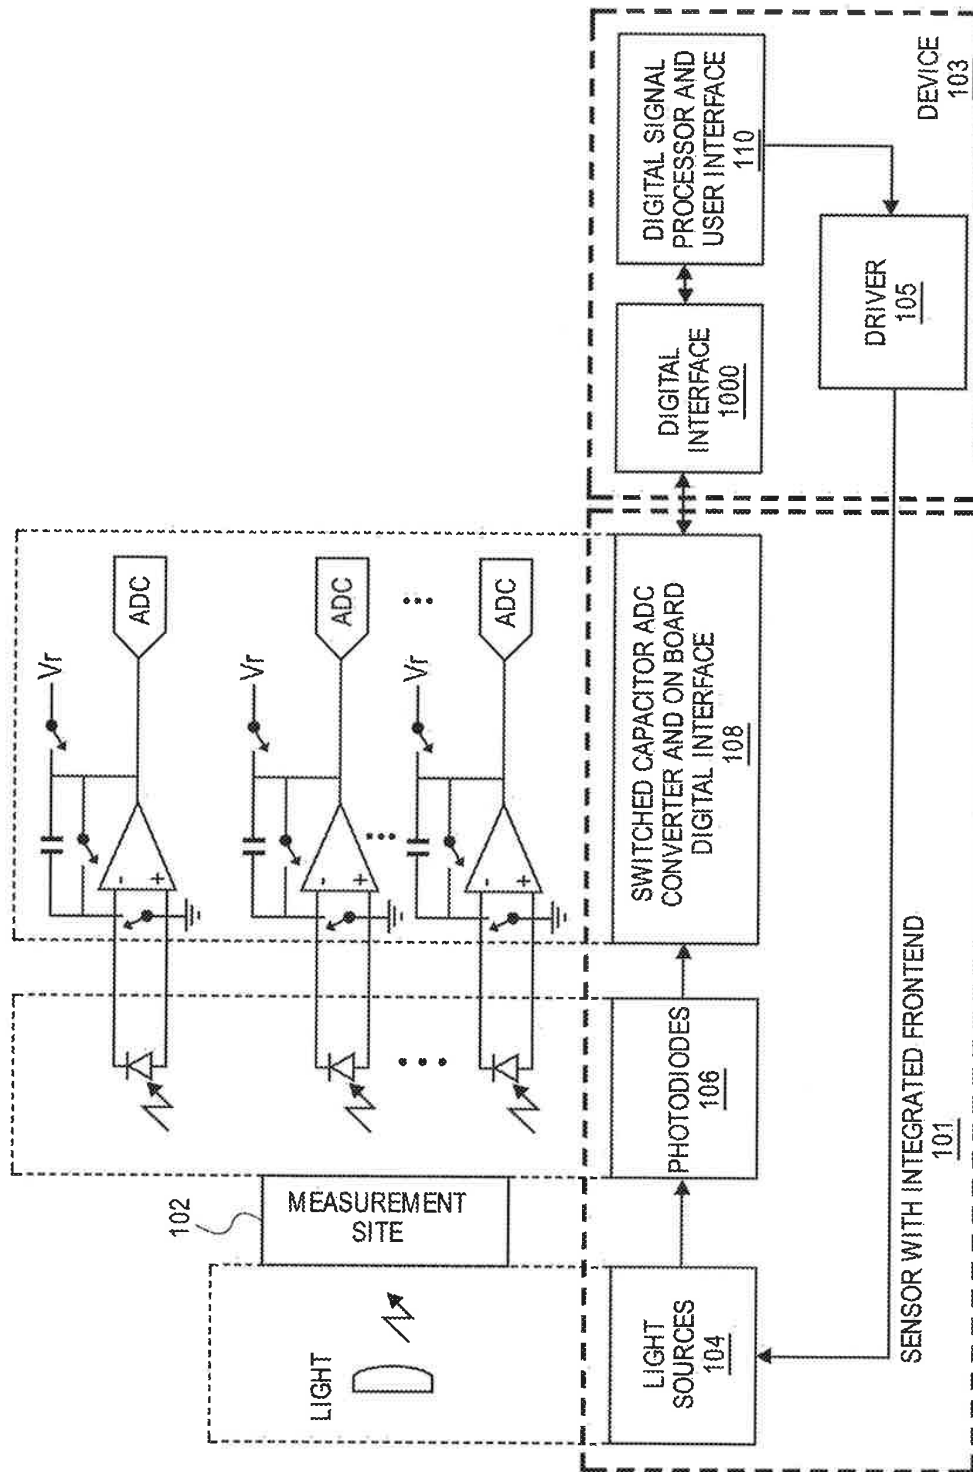 LIGHT
102
MEASUREMENT
SITE
-
+
Vr
ADC
-
+
Vr
ADC
-
+
Vr
ADC
LIGHT
SOURCES
104
PHOTODIODES
106
SWITCHED CAPACITOR ADC
CONVERTER AND ON BOARD
DIGITAL INTERFACE
108
DIGITAL
INTERFACE
1000
DIGITAL SIGNAL
PROCESSOR AND
USER INTERFACE
110
DRIVER
105
SENSOR WITH INTEGRATED FRONTEND
101
DEVICE
103